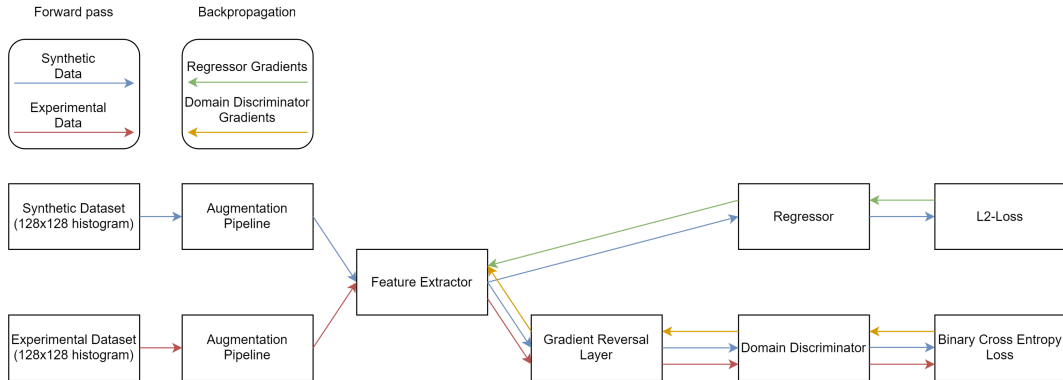 Forward pass
Backpropagation
Synthetic
Data
Experimental
Data
Regressor Gradients
Domain Discriminator
Gradients
Synthetic Dataset
(128x128 histogram)
Augmentation
Pipeline
Regressor
L2-Loss
Feature Extractor
Experimental Dataset
(128x128 histogram)
Augmentation
Pipeline
Gradient Reversal
Layer
Domain Discriminator
Binary Cross Entropy
Loss